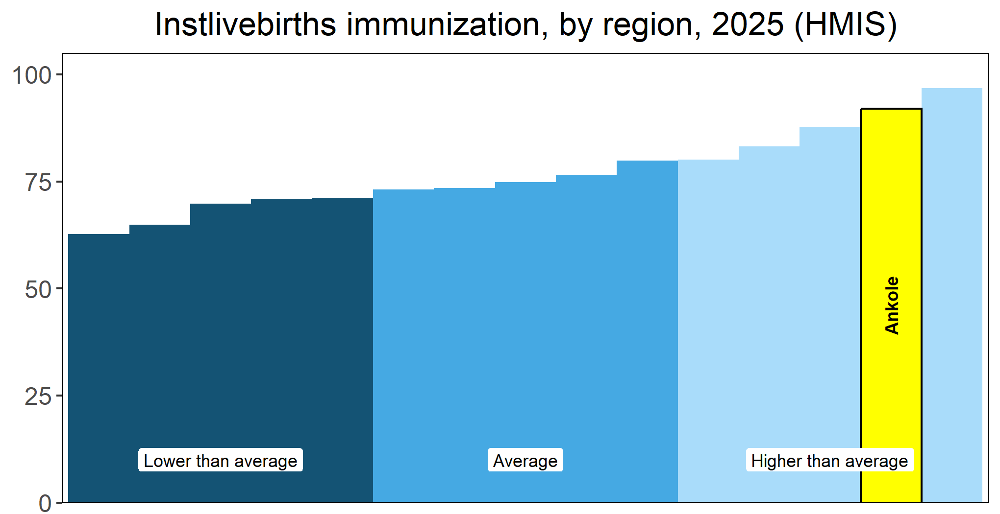 Instlivebirths immunization, by region, 2025 (HMIS)
100
75
50
25
0
Ankole
Lower than average
Average
Higher than average